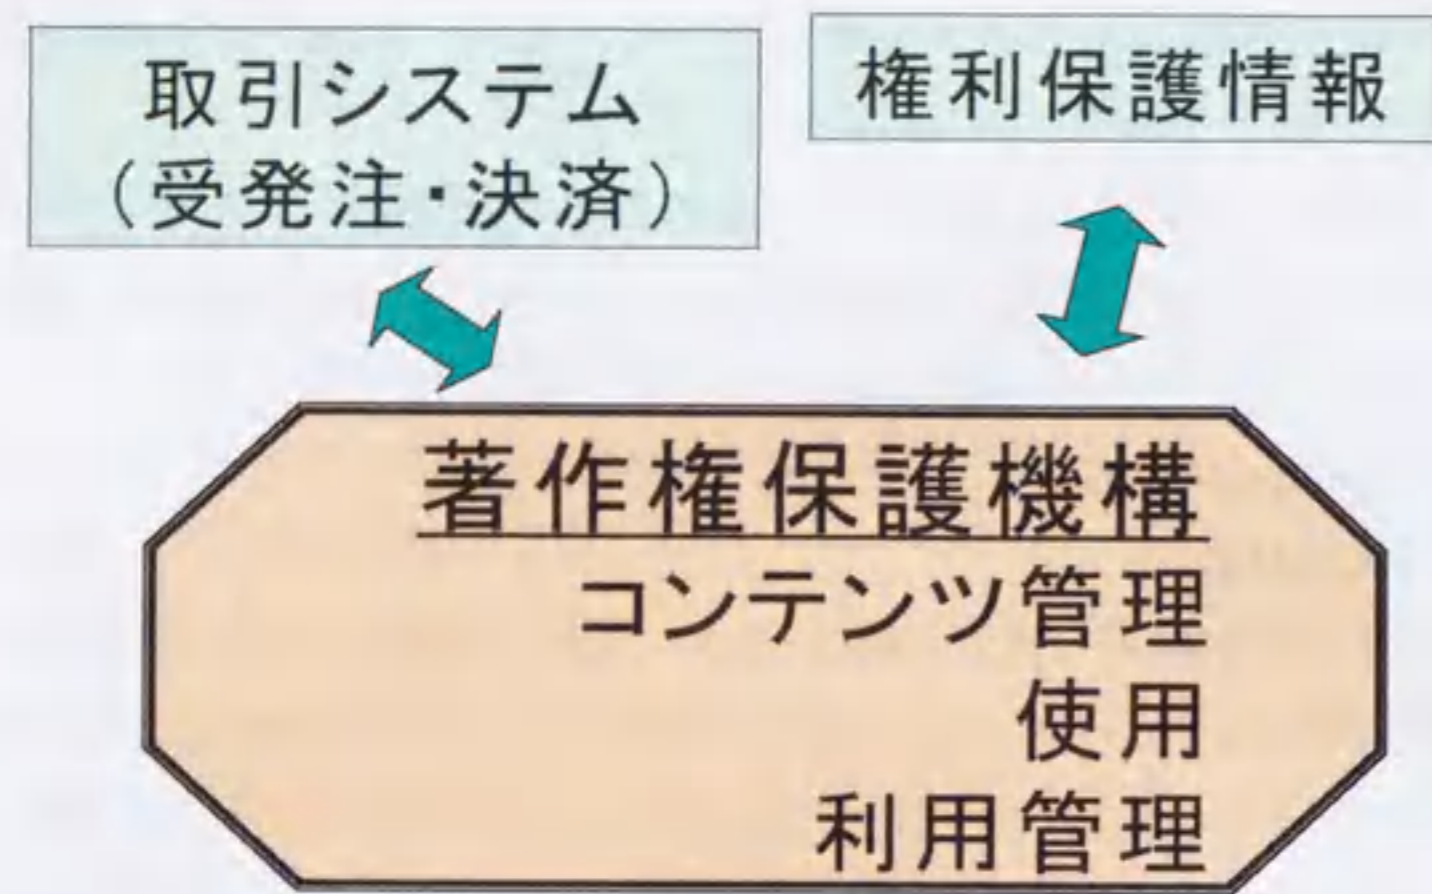 取引システム
（受発注・決済）
権利保護情報
著作権保護機構
コンテンツ管理
使用
利用管理